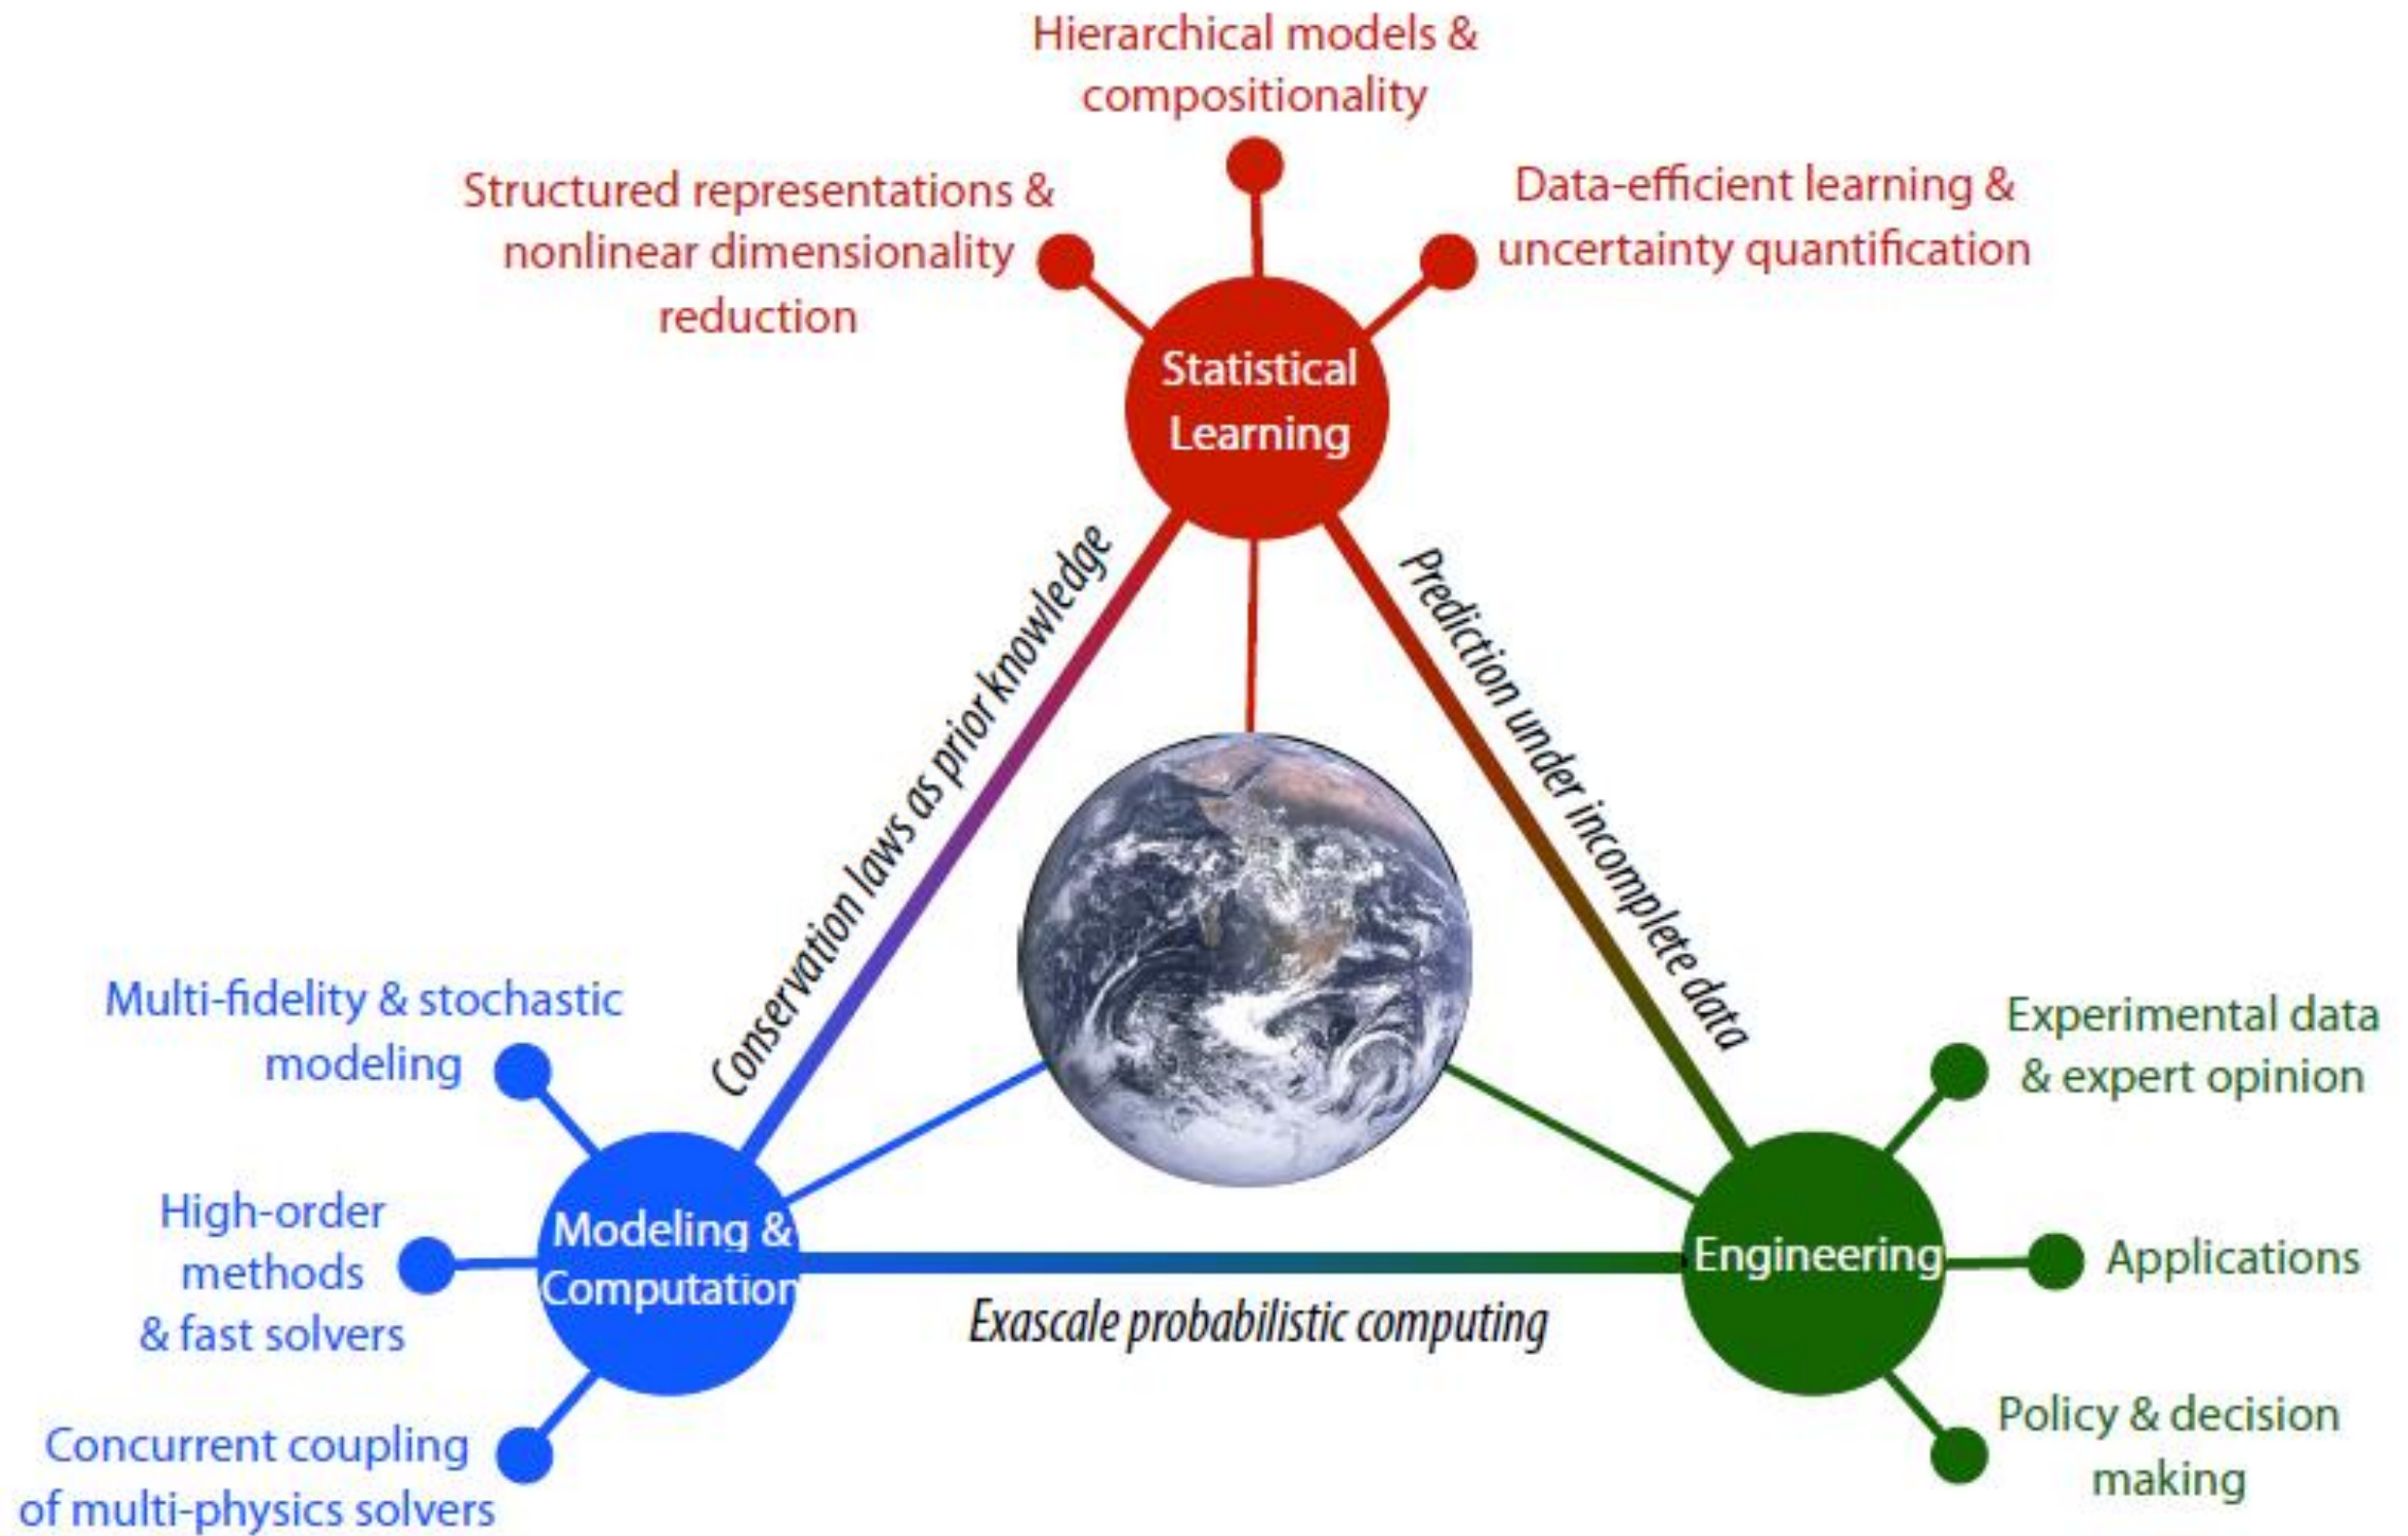 Hierarchical models &
compositionality
Structured representations &
nonlinear dimensionality
reduction
Data-efficient learning &
uncertainty quantification
Statistical
Learning
Conservation laws as prior knowledge
Prediction under incomplete data
Multi-fidelity & stochastic
modeling
High-order
methods
& fast solvers
Concurrent coupling
of multi-physics solvers
Modeling &
Computation
Exascale probabilistic computing
Engineering
Experimental data
& expert opinion
Applications
Policy & decision
making